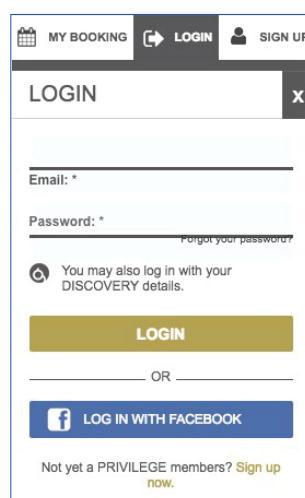 MY BOOKING LOGIN SIGN UP
LOGIN X
Email: *
Password: *
Forgot your password?
You may also log in with your
DISCOVERY details.
LOGIN
OR
f LOG IN WITH FACEBOOK
Not yet a PRIVILEGE members? Sign up
now.